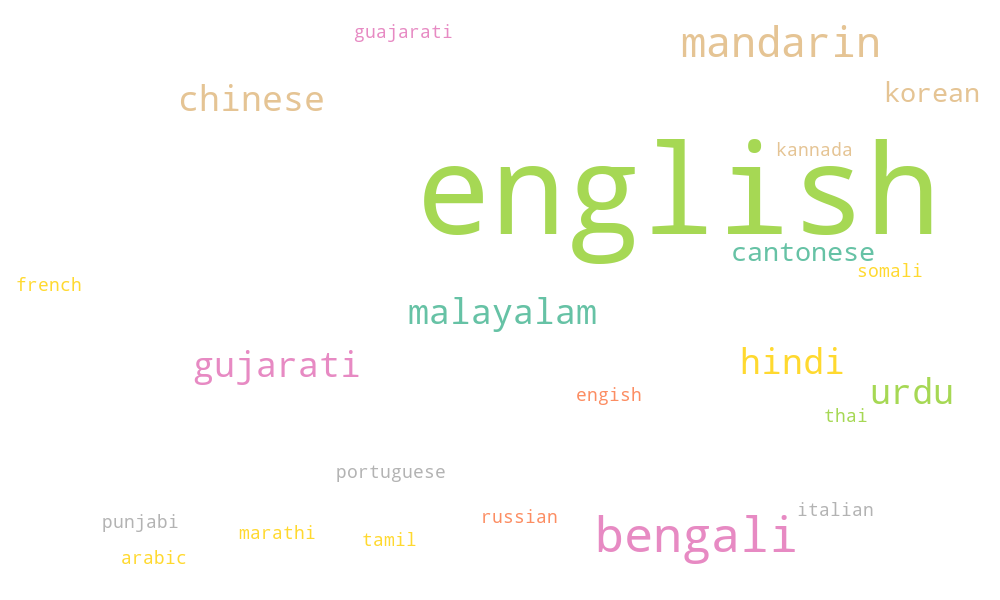 guajarati
mandarin
chinese
korean
kannada
english
cantonese
somali
french
malayalam
hindi
gujarati
urdu
engish
thai
portuguese
italian
russian
punjabi
bengali
marathi
tamil
arabic